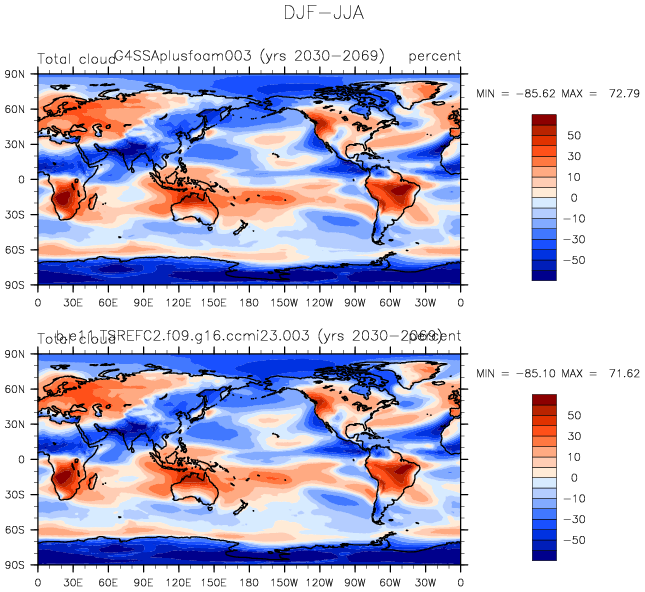 DJF−JJA
Total cloud G4SSAplusfoam003 (yrs 2030−2069) percent
MIN = −85.62 MAX = 72.79
90N
60N
30N
0
30S
60S
90S
0 30E 60E 90E 120E 150E 180 150W 120W 90W 60W 30W 0
50
30
10
0
−10
−30
−50
Total cloud b.e11.TSREFC2.f09.g16.ccmi23.003 (yrs 2030−2069) percent
MIN = −85.10 MAX = 71.62
90N
60N
30N
0
30S
60S
90S
0 30E 60E 90E 120E 150E 180 150W 120W 90W 60W 30W 0
50
30
10
0
−10
−30
−50